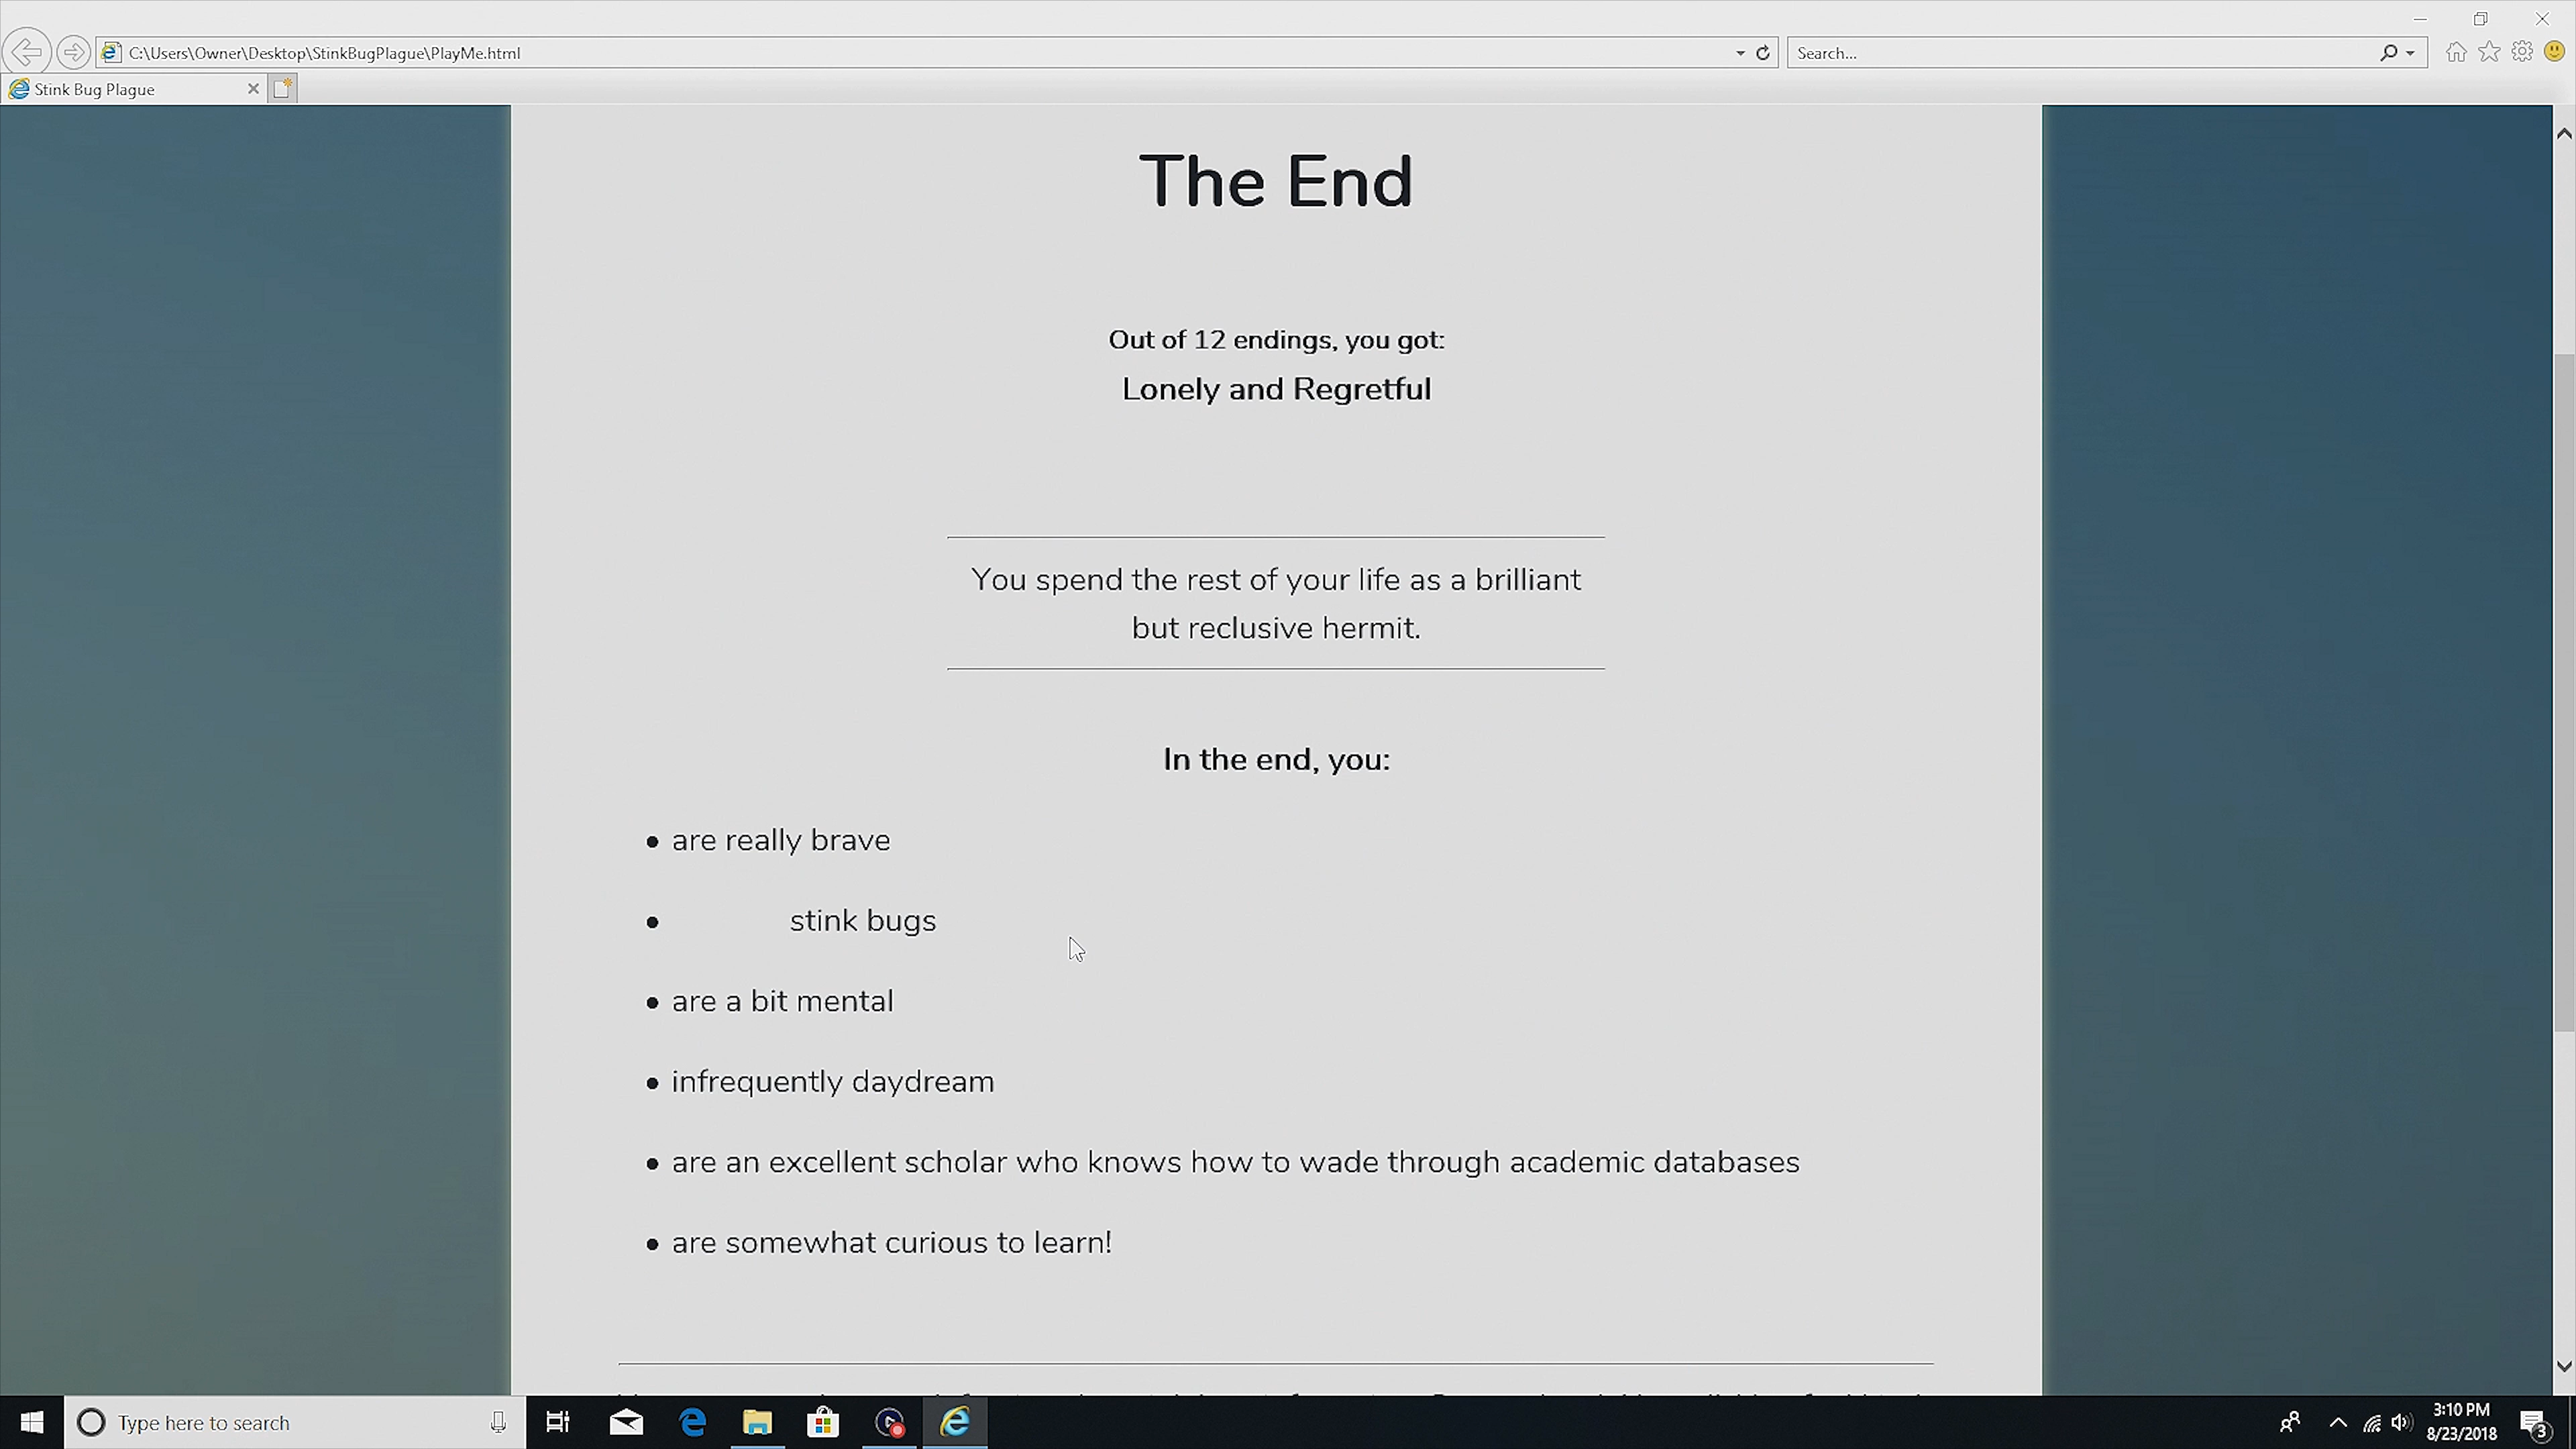 C:\Users\Owner\Desktop\StinkBugPlague\PlayMe.html
Search...
Stink Bug Plague
The End
Out of 12 endings, you got:
Lonely and Regretful
You spend the rest of your life as a brilliant
but reclusive hermit.
In the end, you:
are really brave
stink bugs
are a bit mental
infrequently daydream
are an excellent scholar who knows how to wade through academic databases
are somewhat curious to learn!
Type here to search
3:10 PM
8/23/2018
3